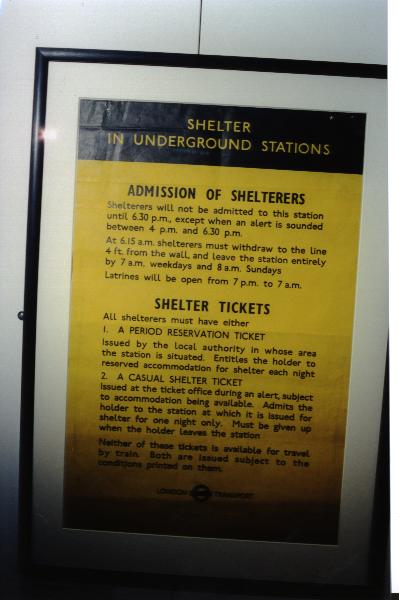 SHELTER
IN UNDERGROUND STATIONS
ADMISSION OF SHELTERERS
Shelterers will not be admitted to this station
until 6.30 p.m., except when an alert is sounded
between 4 p.m. and 6.30 p.m.
At 6.15 a.m. shelterers must withdraw to the line
4 ft. from the wall, and leave the station entirely
by 7 a.m. weekdays and 8 a.m. Sundays
Latrines will be open from 7 p.m. to 7 a.m.
SHELTER TICKETS
All shelterers must have either
1. A PERIOD RESERVATION TICKET
Issued by the local authority in whose area
the station is situated. Entitles the holder to
reserved accommodation for shelter each night
2. A CASUAL SHELTER TICKET
Issued at the ticket office during an alert, subject
to accommodation being available. Admits the
holder to the station at which it is issued for
shelter for one night only. Must be given up
when the holder leaves the station
Neither of these tickets is available for travel
by train. Both are issued subject to the
conditions printed on them.
LONDON TRANSPORT